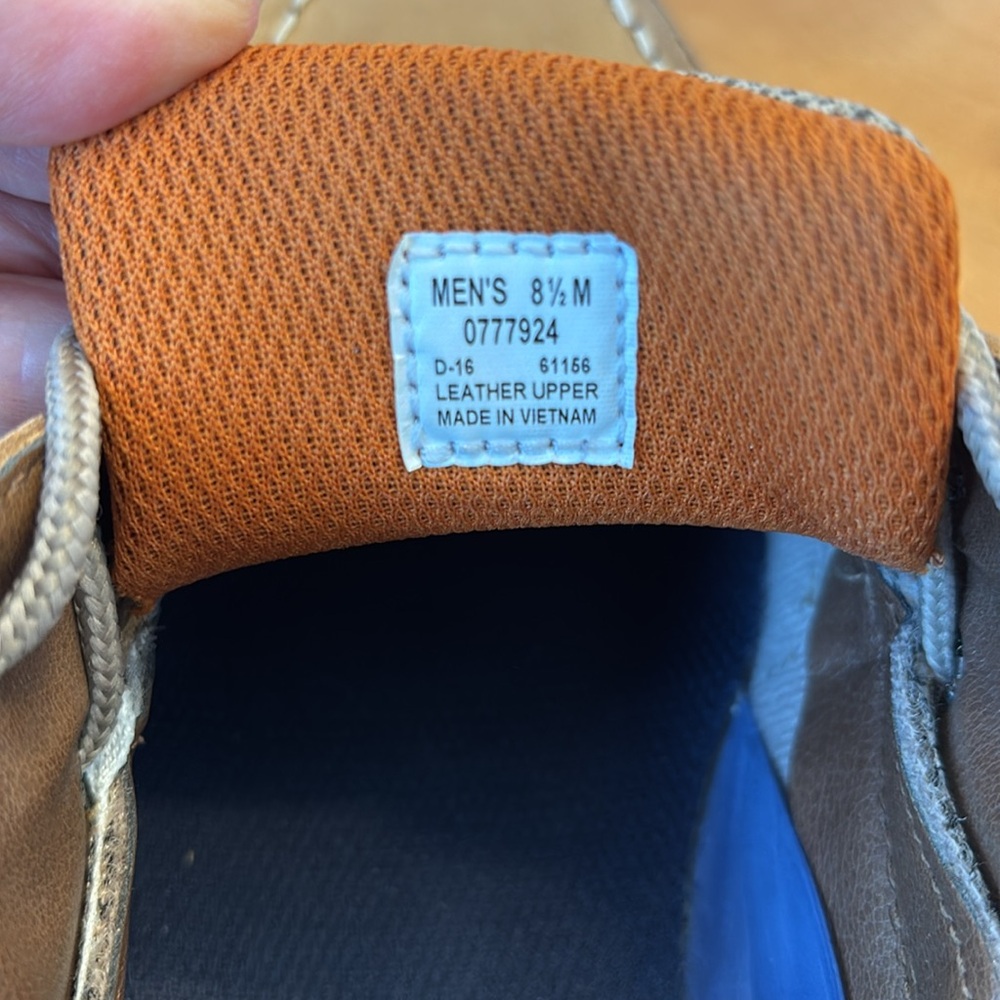 MEN'S 8½ M
0777924
D-16 61156
LEATHER UPPER
MADE IN VIETNAM